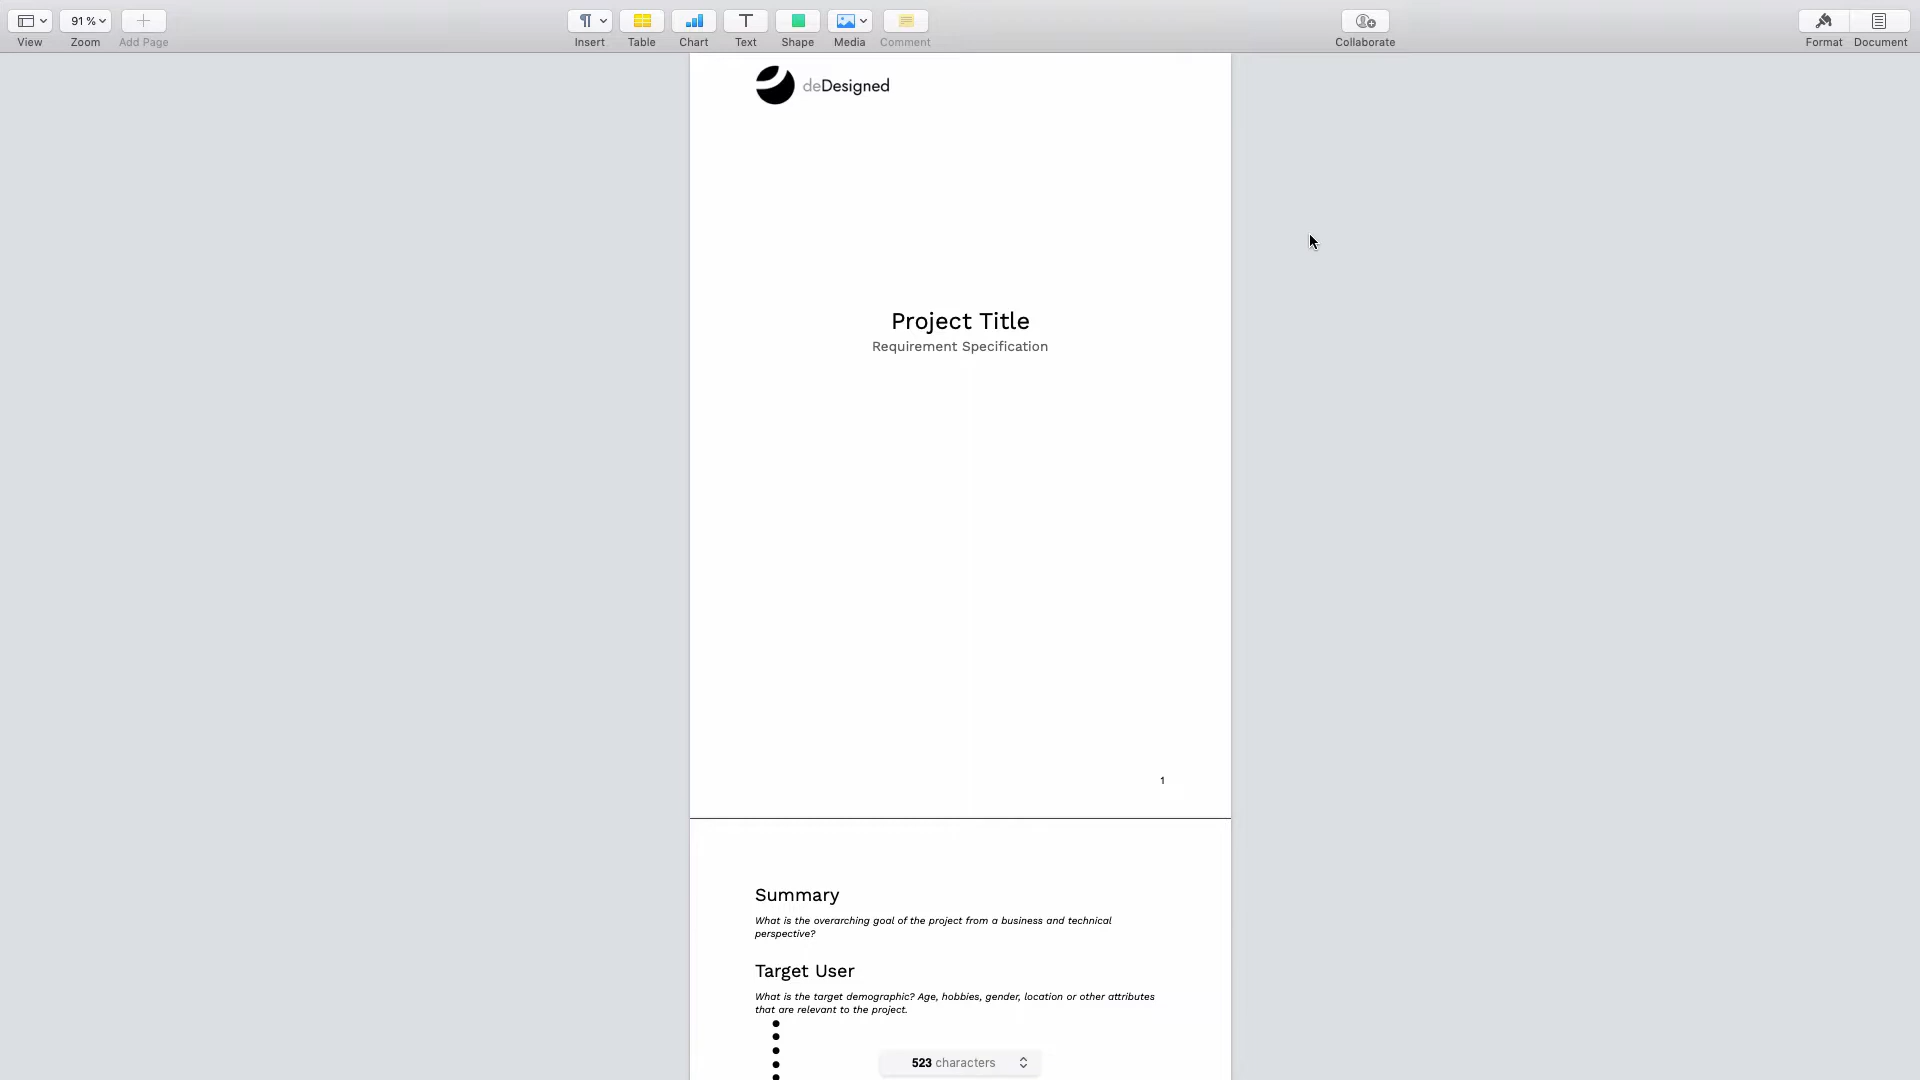 91 %
View Zoom Add Page Insert Table Chart Text Shape Media Comment Collaborate Format Document
deDesigned
Project Title
Requirement Specification
1
Summary
What is the overarching goal of the project from a business and technical
perspective?
Target User
What is the target demographic? Age, hobbies, gender, location or other attributes
that are relevant to the project.
523 characters